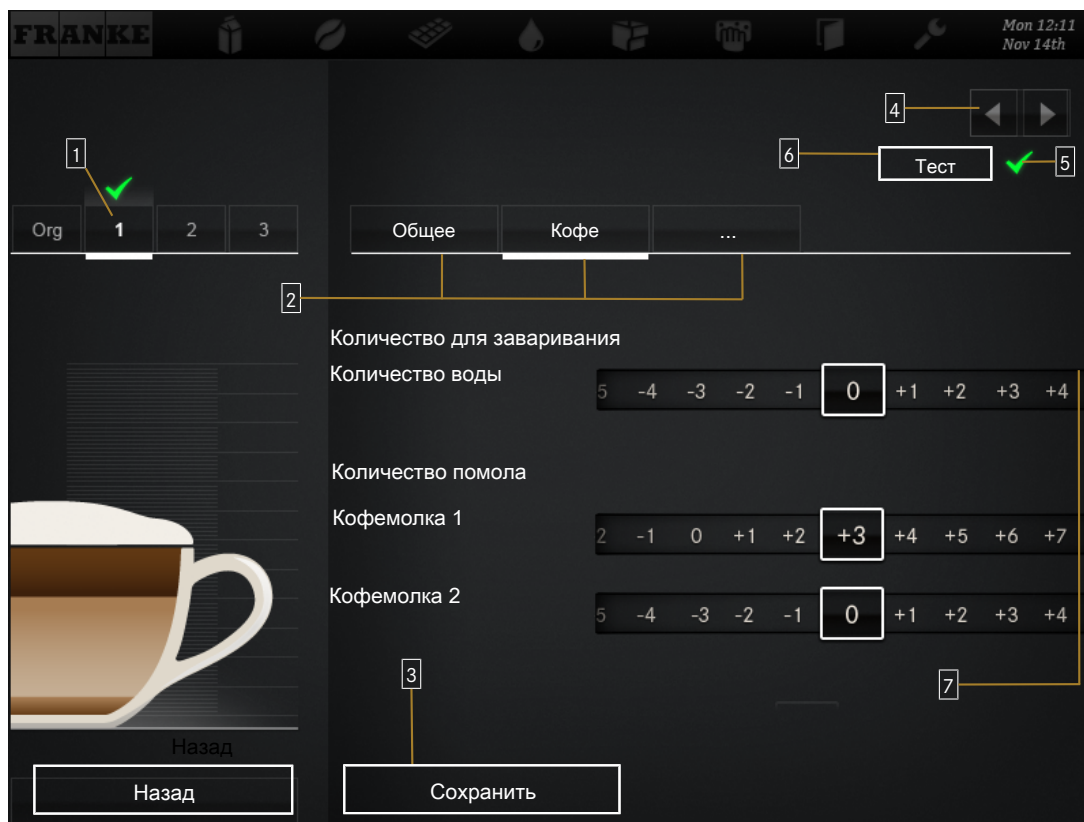 FRANKE
Mon 12:11
Nov 14th
4
1
6
Тест
5
Org 1 2 3
Общее Кофе ...
2
Количество для заваривания
Количество воды
5 -4 -3 -2 -1 0 +1 +2 +3 +4
Количество помола
Кофемолка 1
2 -1 0 +1 +2 +3 +4 +5 +6 +7
Кофемолка 2
5 -4 -3 -2 -1 0 +1 +2 +3 +4
3
7
Назад
Назад
Сохранить